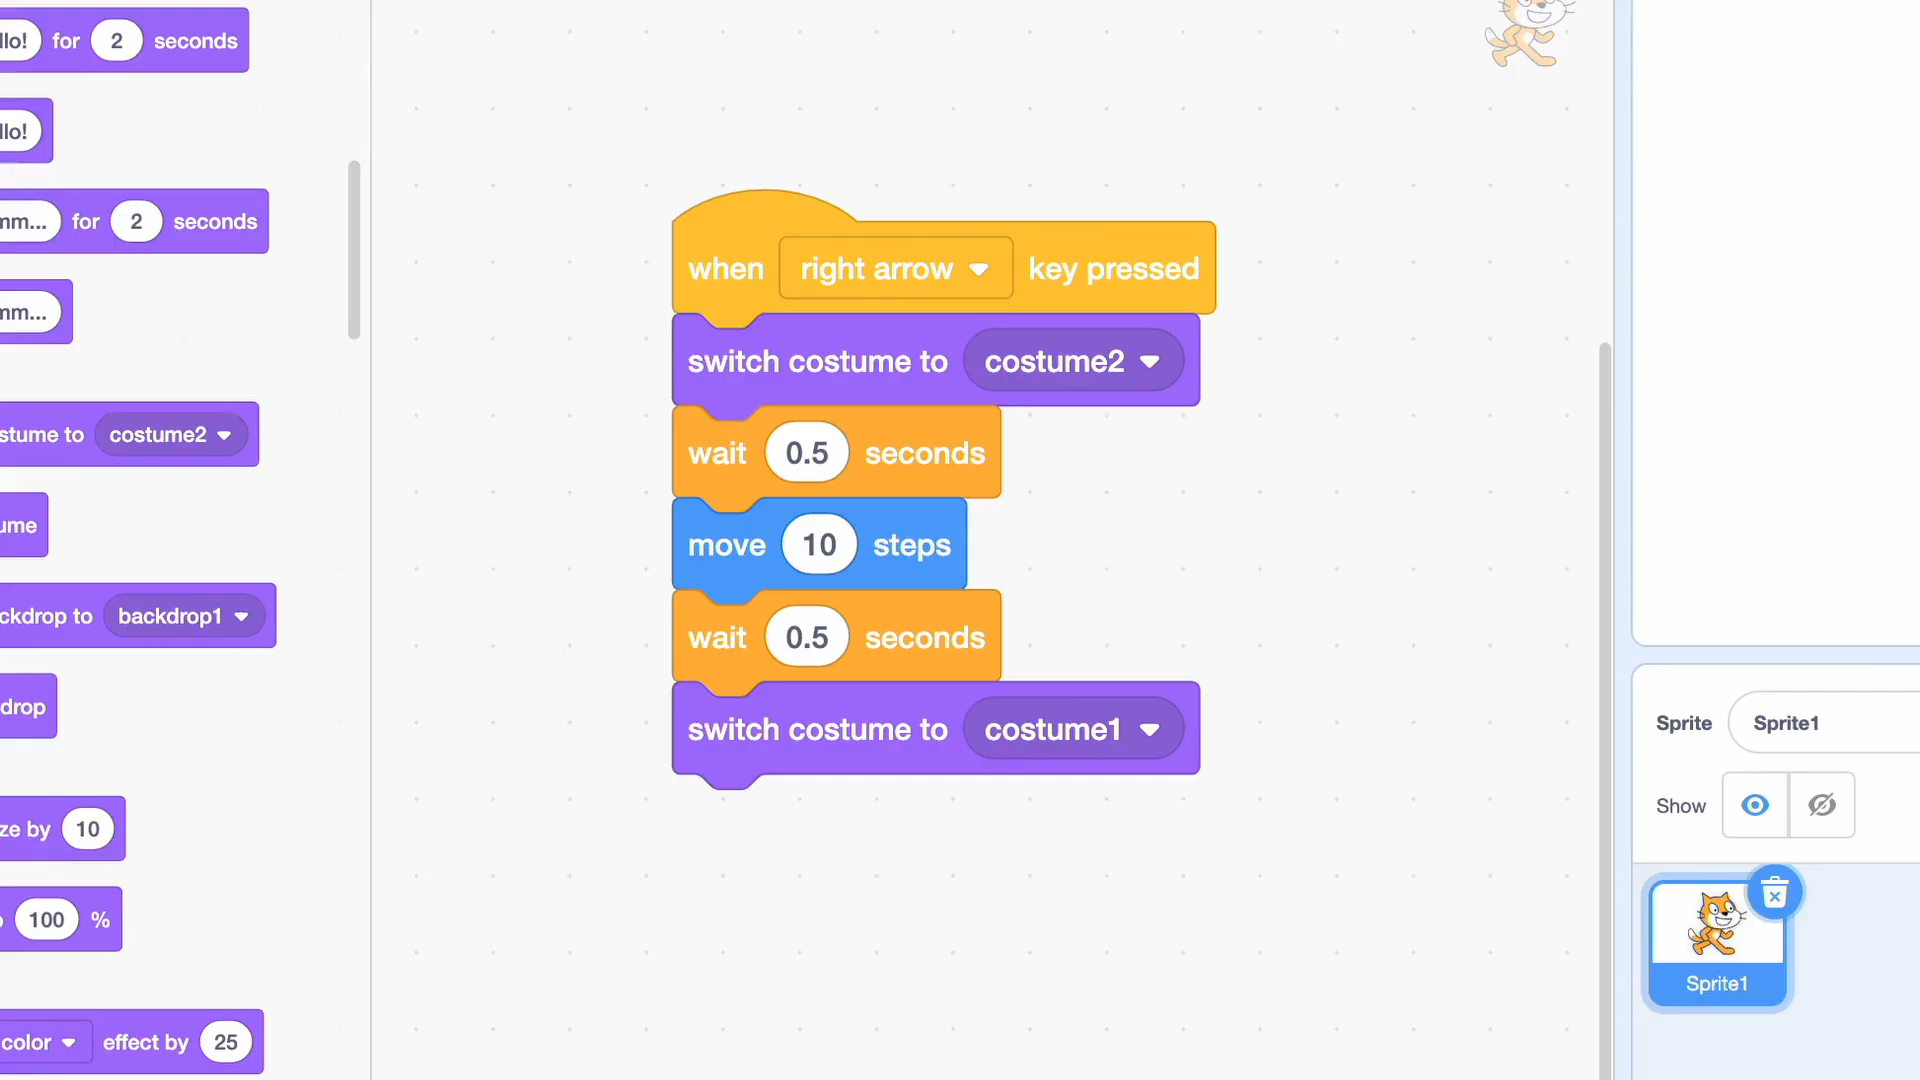 llo! for 2 seconds
llo!
mm... for 2 seconds
mm...
stume to costume2
ume
ckdrop to backdrop1
drop
ze by 10
100 %
color effect by 25
when right arrow key pressed
switch costume to costume2
wait 0.5 seconds
move 10 steps
wait 0.5 seconds
switch costume to costume1
Sprite Sprite1
Show
Sprite1